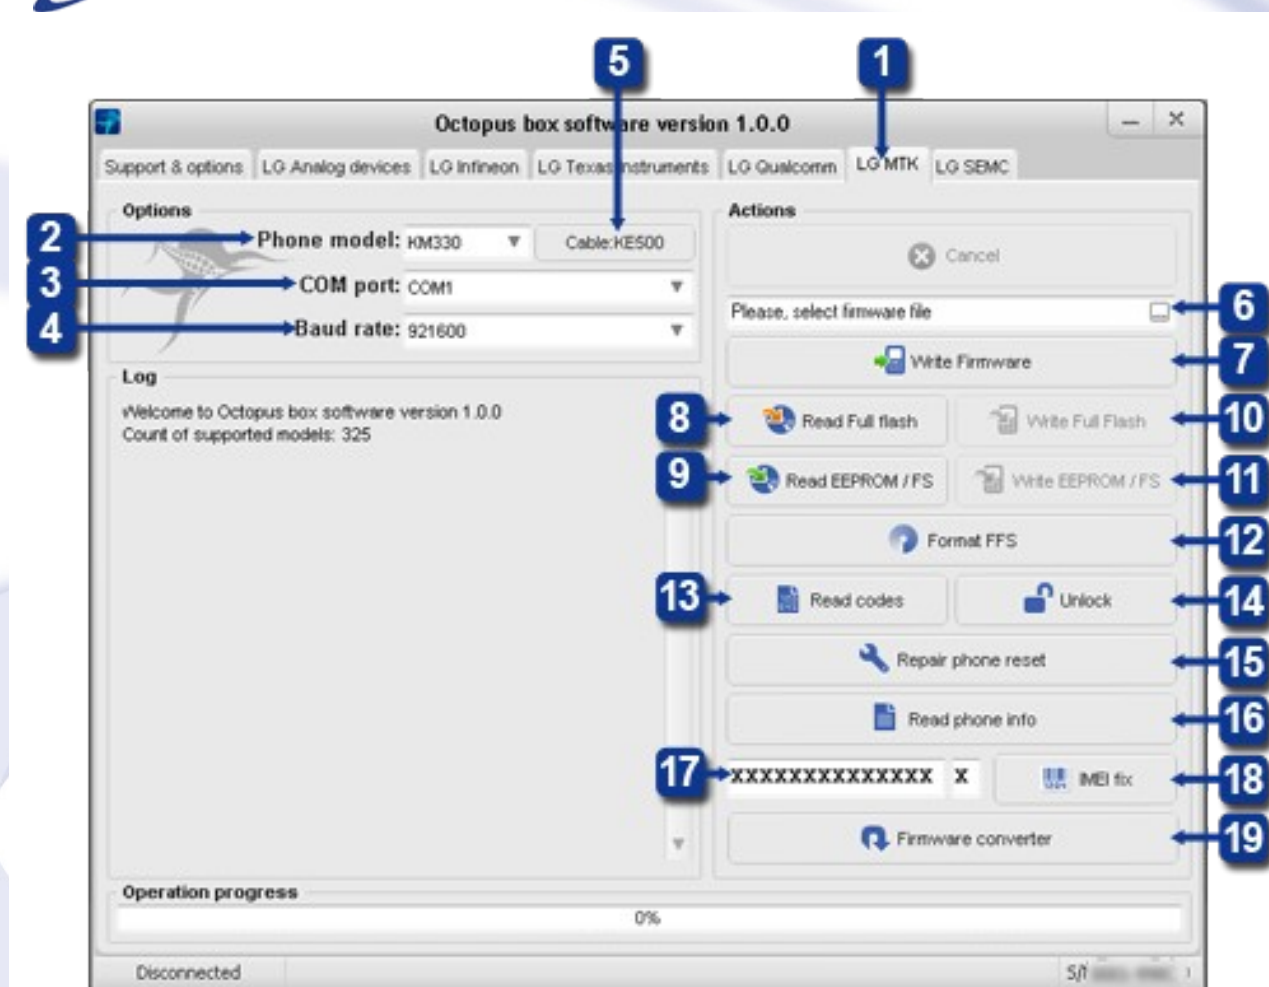 5 1
Octopus box software version 1.0.0
Support & options LG Analog devices LG Infineon LG Texas Instruments LG Qualcomm LG MTK LG SEMC
Options
2 Phone model: KM330 Cable:KE500
3 COM port: COM1
4 Baud rate: 921600
Log
Welcome to Octopus box software version 1.0.0
Count of supported models: 325
Actions
Cancel
Please, select firmware file 6
Write Firmware 7
8 Read Full flash Write Full Flash 10
9 Read EEPROM / FS Write EEPROM / FS 11
Format FFS 12
13 Read codes Unlock 14
Repair phone reset 15
Read phone info 16
17 XXXXXXXXXXXXXX X IMEI fix 18
Firmware converter 19
Operation progress
0%
Disconnected